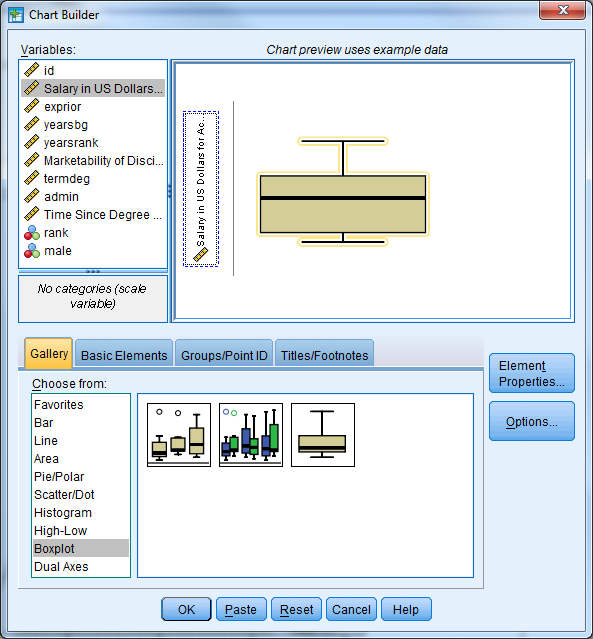 Chart Builder
Variables:
Chart preview uses example data
id
Salary in US Dollars...
exprior
yearsbg
yearsrank
Marketability of Disci...
termdeg
admin
Time Since Degree ...
rank
male
No categories (scale
variable)
Salary in US Dollars for Ac...
Gallery
Basic Elements
Groups/Point ID
Titles/Footnotes
Element
Properties...
Options...
Choose from:
Favorites
Bar
Line
Area
Pie/Polar
Scatter/Dot
Histogram
High-Low
Boxplot
Dual Axes
OK
Paste
Reset
Cancel
Help